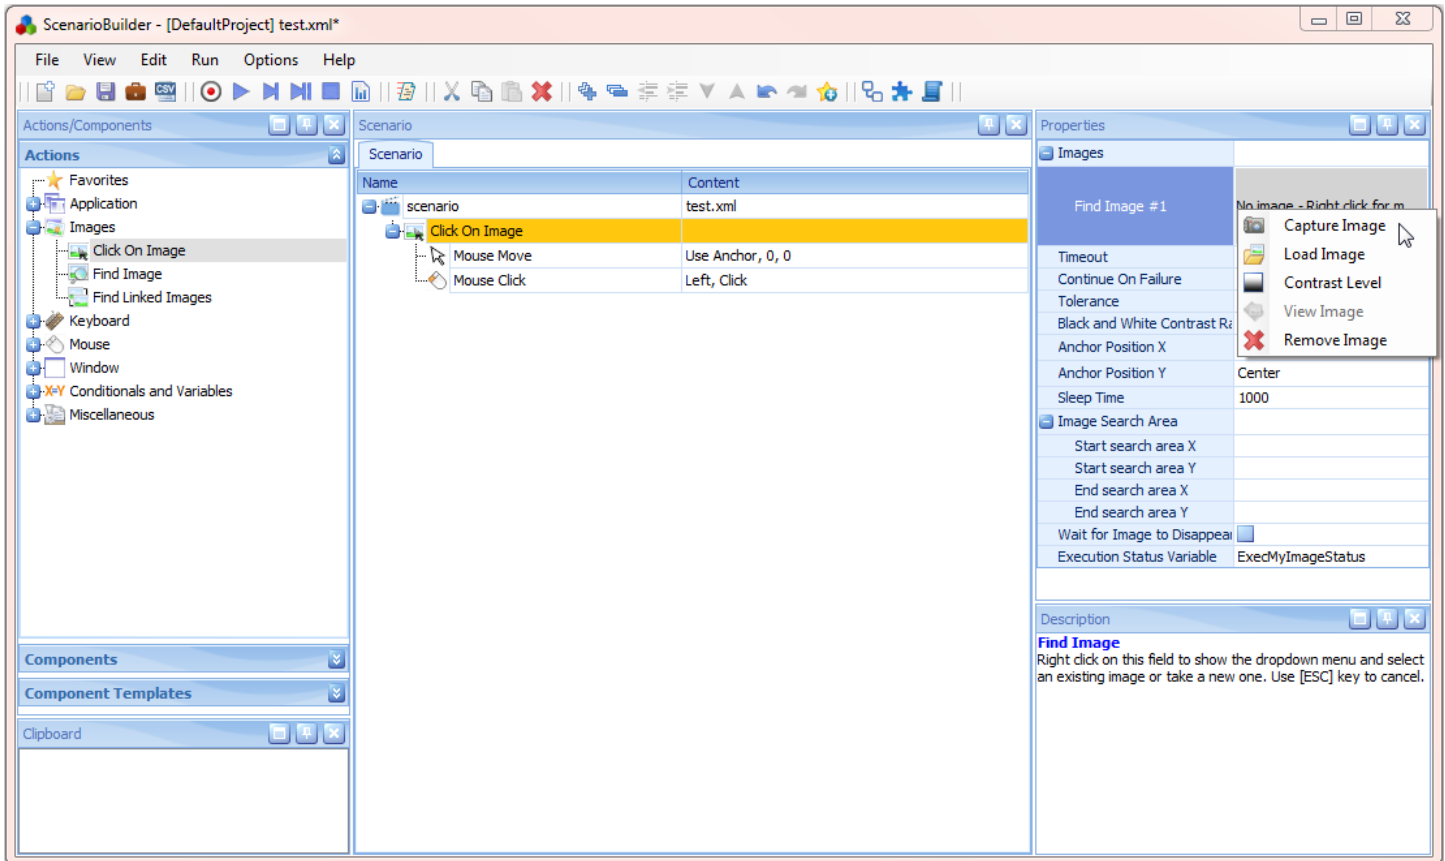 ScenarioBuilder - [DefaultProject] test.xml*
File View Edit Run Options Help
CSV
Actions/Components
Actions
Favorites
Application
Images
Click On Image
Find Image
Find Linked Images
Keyboard
Mouse
Window
X=Y Conditionals and Variables
Miscellaneous
Components
Component Templates
Clipboard
Scenario
Scenario
Name Content
scenario test.xml
Click On Image
Mouse Move Use Anchor, 0, 0
Mouse Click Left, Click
Properties
Images
Find Image #1 No image - Right click for m
Capture Image
Load Image
Contrast Level
View Image
Remove Image
Timeout
Continue On Failure
Tolerance
Black and White Contrast Ra
Anchor Position X
Anchor Position Y Center
Sleep Time 1000
Image Search Area
Start search area X
Start search area Y
End search area X
End search area Y
Wait for Image to Disappear
Execution Status Variable ExecMyImageStatus
Description
Find Image
Right click on this field to show the dropdown menu and select
an existing image or take a new one. Use [ESC] key to cancel.